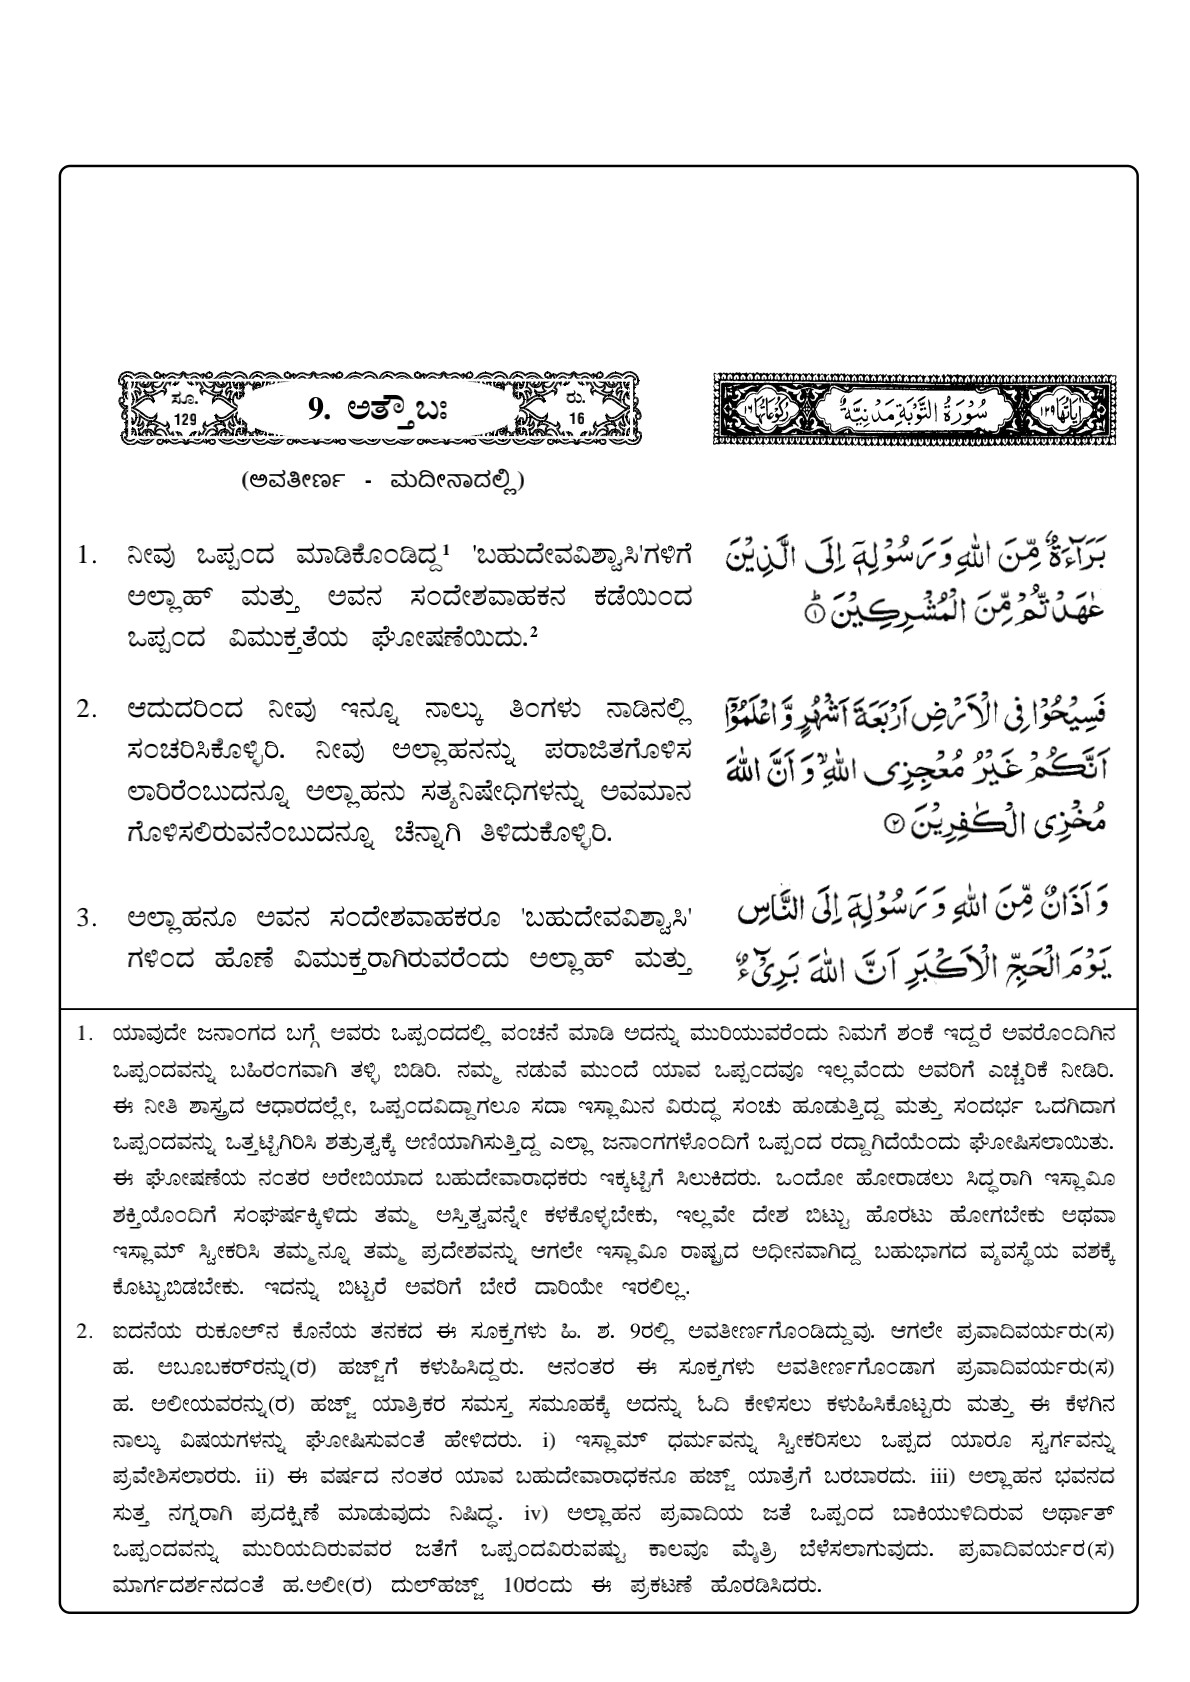 ಸೂ.
129
9. ಅತ್ತೌಬಃ
ರು.
16
اٰيَاتُهَا ١٢٩
سُوْرَةُ التَّوْبَةِ مَدَنِيَّةٌ
رُكُوْعَاتُهَا ١٦
(ಅವತೀರ್ಣ - ಮದೀನಾದಲ್ಲಿ)
1. ನೀವು ಒಪ್ಪಂದ ಮಾಡಿಕೊಂಡಿದ್ದ¹ 'ಬಹುದೇವವಿಶ್ವಾಸಿ'ಗಳಿಗೆ
ಅಲ್ಲಾಹ್ ಮತ್ತು ಅವನ ಸಂದೇಶವಾಹಕನ ಕಡೆಯಿಂದ
ಒಪ್ಪಂದ ವಿಮುಕ್ತತೆಯ ಘೋಷಣೆಯಿದು.²
بَرَآءَةٌ مِّنَ اللّٰهِ وَرَسُوْلِهٖٓ اِلَى الَّذِيْنَ
عٰهَدْتُّمْ مِّنَ الْمُشْرِكِيْنَ ؕ ۝١
2. ಆದುದರಿಂದ ನೀವು ಇನ್ನೂ ನಾಲ್ಕು ತಿಂಗಳು ನಾಡಿನಲ್ಲಿ
ಸಂಚರಿಸಿಕೊಳ್ಳಿರಿ. ನೀವು ಅಲ್ಲಾಹನನ್ನು ಪರಾಜಿತಗೊಳಿಸ
ಲಾರಿರೆಂಬುದನ್ನೂ ಅಲ್ಲಾಹನು ಸತ್ಯನಿಷೇಧಿಗಳನ್ನು ಅವಮಾನ
ಗೊಳಿಸಲಿರುವನೆಂಬುದನ್ನೂ ಚೆನ್ನಾಗಿ ತಿಳಿದುಕೊಳ್ಳಿರಿ.
فَسِيْحُوْا فِى الْاَرْضِ اَرْبَعَةَ اَشْهُرٍ وَّاعْلَمُوْٓا
اَنَّكُمْ غَيْرُ مُعْجِزِى اللّٰهِ ۙ وَاَنَّ اللّٰهَ
مُخْزِى الْكٰفِرِيْنَ ۝٢
3. ಅಲ್ಲಾಹನೂ ಅವನ ಸಂದೇಶವಾಹಕರೂ 'ಬಹುದೇವವಿಶ್ವಾಸಿ'
ಗಳಿಂದ ಹೊಣೆ ವಿಮುಕ್ತರಾಗಿರುವರೆಂದು ಅಲ್ಲಾಹ್ ಮತ್ತು
وَاَذَانٌ مِّنَ اللّٰهِ وَرَسُوْلِهٖٓ اِلَى النَّاسِ
يَوْمَ الْحَجِّ الْاَكْبَرِ اَنَّ اللّٰهَ بَرِىْٓءٌ
1. ಯಾವುದೇ ಜನಾಂಗದ ಬಗ್ಗೆ ಅವರು ಒಪ್ಪಂದದಲ್ಲಿ ವಂಚನೆ ಮಾಡಿ ಅದನ್ನು ಮುರಿಯುವರೆಂದು ನಿಮಗೆ ಶಂಕೆ ಇದ್ದರೆ ಅವರೊಂದಿಗಿನ
ಒಪ್ಪಂದವನ್ನು ಬಹಿರಂಗವಾಗಿ ತಳ್ಳಿ ಬಿಡಿರಿ. ನಮ್ಮ ನಡುವೆ ಮುಂದೆ ಯಾವ ಒಪ್ಪಂದವೂ ಇಲ್ಲವೆಂದು ಅವರಿಗೆ ಎಚ್ಚರಿಕೆ ನೀಡಿರಿ.
ಈ ನೀತಿ ಶಾಸ್ತ್ರದ ಆಧಾರದಲ್ಲೇ, ಒಪ್ಪಂದವಿದ್ದಾಗಲೂ ಸದಾ ಇಸ್ಲಾಮಿನ ವಿರುದ್ಧ ಸಂಚು ಹೂಡುತ್ತಿದ್ದ ಮತ್ತು ಸಂದರ್ಭ ಒದಗಿದಾಗ
ಒಪ್ಪಂದವನ್ನು ಒತ್ತಟ್ಟಿಗಿರಿಸಿ ಶತ್ರುತ್ವಕ್ಕೆ ಅಣಿಯಾಗಿಸುತ್ತಿದ್ದ ಎಲ್ಲಾ ಜನಾಂಗಗಳೊಂದಿಗೆ ಒಪ್ಪಂದ ರದ್ದಾಗಿದೆಯೆಂದು ಘೋಷಿಸಲಾಯಿತು.
ಈ ಘೋಷಣೆಯ ನಂತರ ಅರೇಬಿಯಾದ ಬಹುದೇವಾರಾಧಕರು ಇಕ್ಕಟ್ಟಿಗೆ ಸಿಲುಕಿದರು. ಒಂದೋ ಹೋರಾಡಲು ಸಿದ್ಧರಾಗಿ ಇಸ್ಲಾಮೀ
ಶಕ್ತಿಯೊಂದಿಗೆ ಸಂಘರ್ಷಕ್ಕಿಳಿದು ತಮ್ಮ ಅಸ್ತಿತ್ವವನ್ನೇ ಕಳಕೊಳ್ಳಬೇಕು, ಇಲ್ಲವೇ ದೇಶ ಬಿಟ್ಟು ಹೊರಟು ಹೋಗಬೇಕು ಅಥವಾ
ಇಸ್ಲಾಮ್ ಸ್ವೀಕರಿಸಿ ತಮ್ಮನ್ನೂ ತಮ್ಮ ಪ್ರದೇಶವನ್ನು ಆಗಲೇ ಇಸ್ಲಾಮೀ ರಾಷ್ಟ್ರದ ಅಧೀನವಾಗಿದ್ದ ಬಹುಭಾಗದ ವ್ಯವಸ್ಥೆಯ ವಶಕ್ಕೆ
ಕೊಟ್ಟುಬಿಡಬೇಕು. ಇದನ್ನು ಬಿಟ್ಟರೆ ಅವರಿಗೆ ಬೇರೆ ದಾರಿಯೇ ಇರಲಿಲ್ಲ.
2. ಐದನೆಯ ರುಕೂಅ್‌ನ ಕೊನೆಯ ತನಕದ ಈ ಸೂಕ್ತಗಳು ಹಿ. ಶ. 9ರಲ್ಲಿ ಅವತೀರ್ಣಗೊಂಡಿದ್ದುವು. ಆಗಲೇ ಪ್ರವಾದಿವರ್ಯರು(ಸ)
ಹ. ಅಬೂಬಕರ್‌ರನ್ನು(ರ) ಹಜ್ಜ್‌ಗೆ ಕಳುಹಿಸಿದ್ದರು. ಆನಂತರ ಈ ಸೂಕ್ತಗಳು ಅವತೀರ್ಣಗೊಂಡಾಗ ಪ್ರವಾದಿವರ್ಯರು(ಸ)
ಹ. ಅಲೀಯವರನ್ನು(ರ) ಹಜ್ಜ್ ಯಾತ್ರಿಕರ ಸಮಸ್ತ ಸಮೂಹಕ್ಕೆ ಅದನ್ನು ಓದಿ ಕೇಳಿಸಲು ಕಳುಹಿಸಿಕೊಟ್ಟರು ಮತ್ತು ಈ ಕೆಳಗಿನ
ನಾಲ್ಕು ವಿಷಯಗಳನ್ನು ಘೋಷಿಸುವಂತೆ ಹೇಳಿದರು. i) ಇಸ್ಲಾಮ್ ಧರ್ಮವನ್ನು ಸ್ವೀಕರಿಸಲು ಒಪ್ಪದ ಯಾರೂ ಸ್ವರ್ಗವನ್ನು
ಪ್ರವೇಶಿಸಲಾರರು. ii) ಈ ವರ್ಷದ ನಂತರ ಯಾವ ಬಹುದೇವಾರಾಧಕನೂ ಹಜ್ಜ್ ಯಾತ್ರೆಗೆ ಬರಬಾರದು. iii) ಅಲ್ಲಾಹನ ಭವನದ
ಸುತ್ತ ನಗ್ನರಾಗಿ ಪ್ರದಕ್ಷಿಣೆ ಮಾಡುವುದು ನಿಷಿದ್ಧ. iv) ಅಲ್ಲಾಹನ ಪ್ರವಾದಿಯ ಜತೆ ಒಪ್ಪಂದ ಬಾಕಿಯುಳಿದಿರುವ ಅರ್ಥಾತ್
ಒಪ್ಪಂದವನ್ನು ಮುರಿಯದಿರುವವರ ಜತೆಗೆ ಒಪ್ಪಂದವಿರುವಷ್ಟು ಕಾಲವೂ ಮೈತ್ರಿ ಬೆಳೆಸಲಾಗುವುದು. ಪ್ರವಾದಿವರ್ಯರ(ಸ)
ಮಾರ್ಗದರ್ಶನದಂತೆ ಹ.ಅಲೀ(ರ) ದುಲ್‌ಹಜ್ಜ್ 10ರಂದು ಈ ಪ್ರಕಟಣೆ ಹೊರಡಿಸಿದರು.